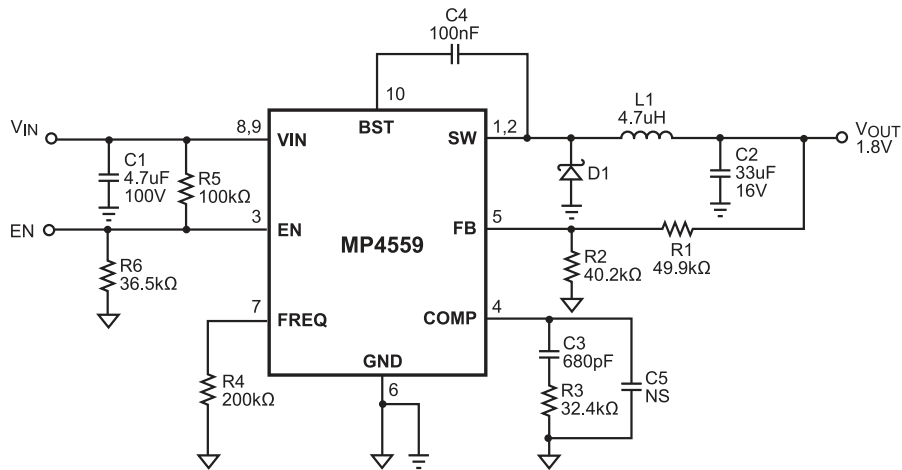 C4
100nF
10
BST
V_IN
8,9
VIN
C1
4.7uF
100V
R5
100kΩ
SW
1,2
L1
4.7uH
V_OUT
1.8V
D1
C2
33uF
16V
EN
3
EN
MP4559
FB
5
R6
36.5kΩ
R2
40.2kΩ
R1
49.9kΩ
7
FREQ
COMP
4
R4
200kΩ
GND
6
C3
680pF
R3
32.4kΩ
C5
NS